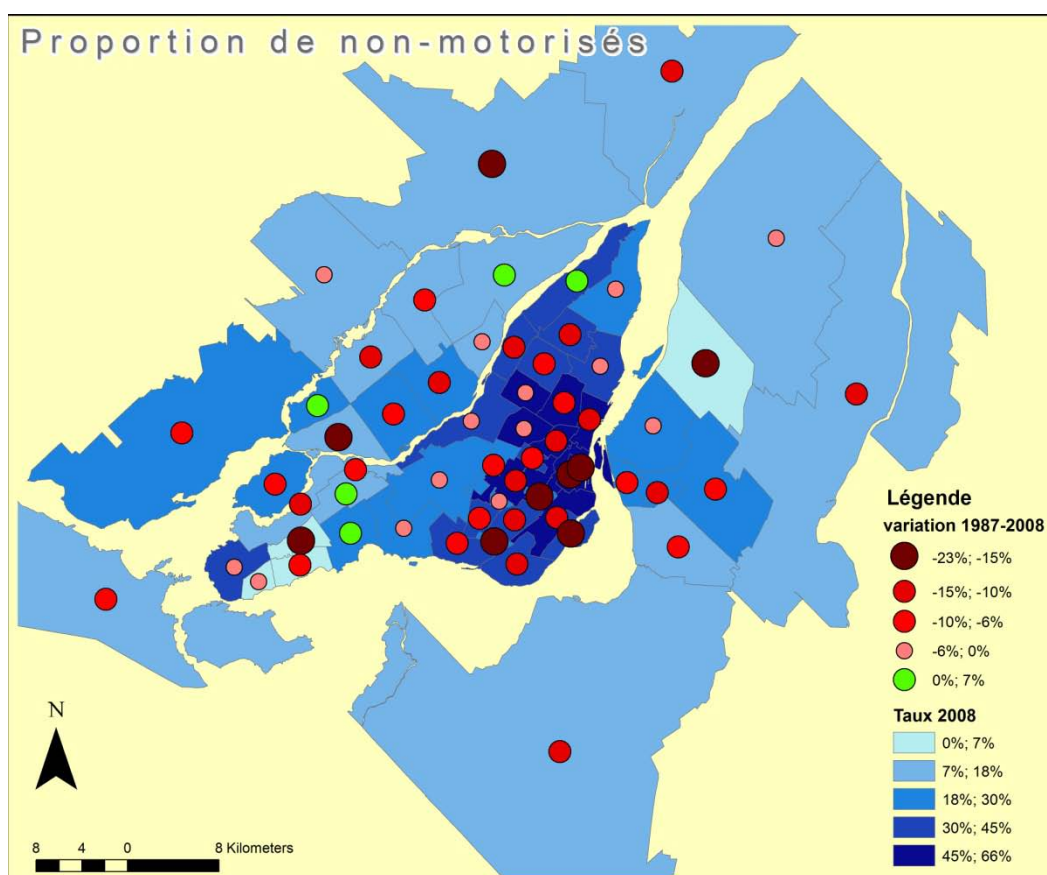 Proportion de non-motorisés
Légende
variation 1987-2008
-23%; -15%
-15%; -10%
-10%; -6%
-6%; 0%
0%; 7%
Taux 2008
0%; 7%
7%; 18%
18%; 30%
30%; 45%
45%; 66%
N
8 4 0 8 Kilometers